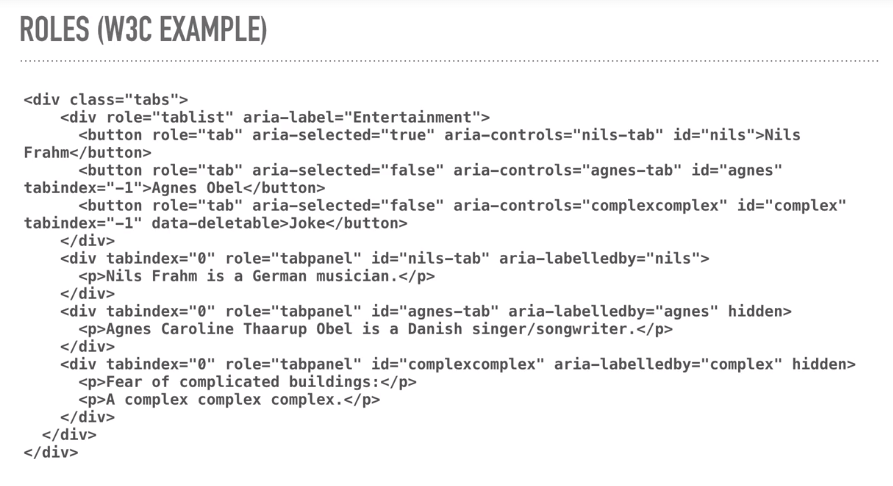 ROLES (W3C EXAMPLE)
<div class="tabs">
<div role="tablist" aria-label="Entertainment">
<button role="tab" aria-selected="true" aria-controls="nils-tab" id="nils">Nils
Frahm</button>
<button role="tab" aria-selected="false" aria-controls="agnes-tab" id="agnes"
tabindex="-1">Agnes Obel</button>
<button role="tab" aria-selected="false" aria-controls="complexcomplex" id="complex"
tabindex="-1" data-deletable>Joke</button>
</div>
<div tabindex="0" role="tabpanel" id="nils-tab" aria-labelledby="nils">
<p>Nils Frahm is a German musician.</p>
</div>
<div tabindex="0" role="tabpanel" id="agnes-tab" aria-labelledby="agnes" hidden>
<p>Agnes Caroline Thaarup Obel is a Danish singer/songwriter.</p>
</div>
<div tabindex="0" role="tabpanel" id="complexcomplex" aria-labelledby="complex" hidden>
<p>Fear of complicated buildings:</p>
<p>A complex complex complex.</p>
</div>
</div>
</div>